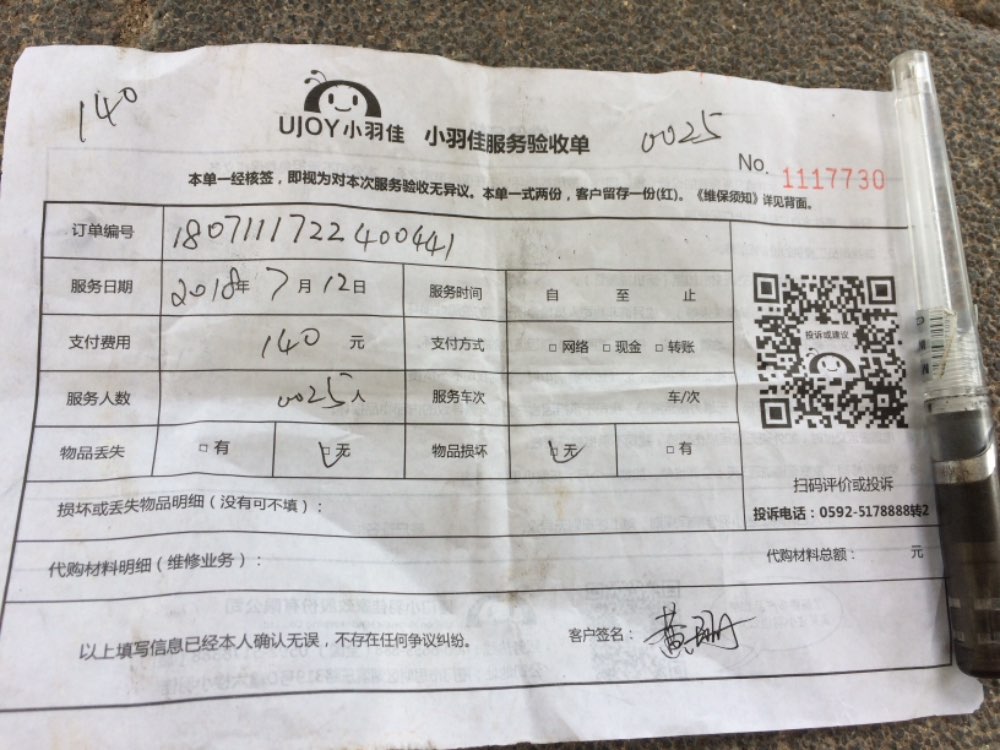 140
UJOY小羽佳 小羽佳服务验收单
0025
No. 1117730
本单一经核签，即视为对本次服务验收无异议。本单一式两份，客户留存一份(红)。《维保须知》详见背面。
订单编号 180711172240044​1
服务日期 2018年 7月12日 服务时间 自 至 止
支付费用 140 元 支付方式 □ 网络 □ 现金 □ 转账
服务人数 0025人 服务车次 车/次
物品丢失 □ 有 □ 无 物品损坏 □ 无 □ 有
投诉或建议
扫码评价或投诉
投诉电话：0592-5178888转2
损坏或丢失物品明细（没有可不填）：
代购材料明细（维修业务）： 代购材料总额： 元
以上填写信息已经本人确认无误，不存在任何争议纠纷。 客户签名： 黄